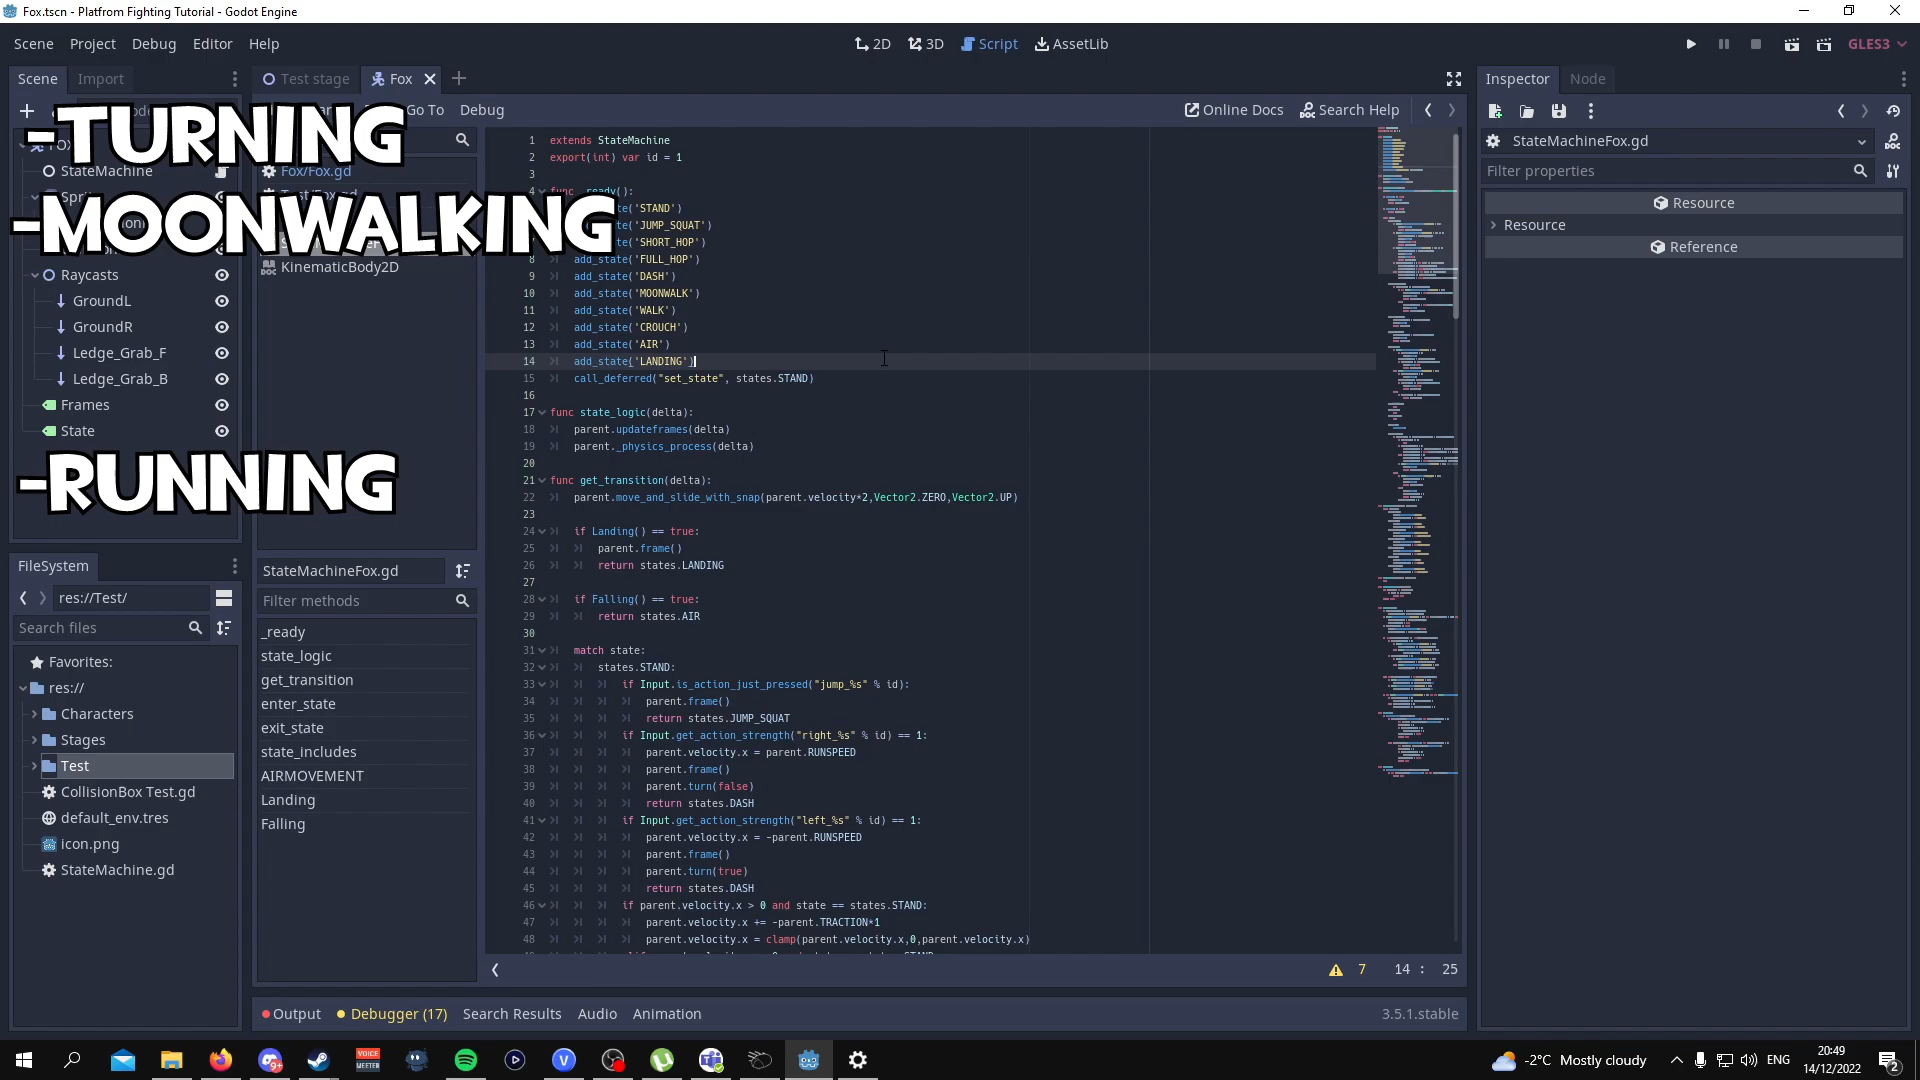 Fox.tscn - Platfrom Fighting Tutorial - Godot Engine
Scene Project Debug Editor Help
2D 3D Script AssetLib
GLES3
Scene Import
Test stage Fox
Inspector Node
Go To Debug
Online Docs Search Help
-TURNING
-MOONWALKING
-RUNNING
StateMachine
Raycasts
GroundL
GroundR
Ledge_Grab_F
Ledge_Grab_B
Frames
State
Fox/Fox.gd
KinematicBody2D
StateMachineFox.gd
Filter methods
_ready
state_logic
get_transition
enter_state
exit_state
state_includes
AIRMOVEMENT
Landing
Falling
FileSystem
res://Test/
Search files
Favorites:
res://
Characters
Stages
Test
CollisionBox Test.gd
default_env.tres
icon.png
StateMachine.gd
1 extends StateMachine
2 export(int) var id = 1
3
4 func _ready():
'STAND')
'JUMP_SQUAT')
'SHORT_HOP')
8 add_state('FULL_HOP')
9 add_state('DASH')
10 add_state('MOONWALK')
11 add_state('WALK')
12 add_state('CROUCH')
13 add_state('AIR')
14 add_state('LANDING')
15 call_deferred("set_state", states.STAND)
16
17 func state_logic(delta):
18 parent.updateframes(delta)
19 parent._physics_process(delta)
20
21 func get_transition(delta):
22 parent.move_and_slide_with_snap(parent.velocity*2,Vector2.ZERO,Vector2.UP)
23
24 if Landing() == true:
25 parent.frame()
26 return states.LANDING
27
28 if Falling() == true:
29 return states.AIR
30
31 match state:
32 states.STAND:
33 if Input.is_action_just_pressed("jump_%s" % id):
34 parent.frame()
35 return states.JUMP_SQUAT
36 if Input.get_action_strength("right_%s" % id) == 1:
37 parent.velocity.x = parent.RUNSPEED
38 parent.frame()
39 parent.turn(false)
40 return states.DASH
41 if Input.get_action_strength("left_%s" % id) == 1:
42 parent.velocity.x = -parent.RUNSPEED
43 parent.frame()
44 parent.turn(true)
45 return states.DASH
46 if parent.velocity.x > 0 and state == states.STAND:
47 parent.velocity.x += -parent.TRACTION*1
48 parent.velocity.x = clamp(parent.velocity.x,0,parent.velocity.x)
7 14 : 25
Output Debugger (17) Search Results Audio Animation
3.5.1.stable
StateMachineFox.gd
Filter properties
Resource
Resource
Reference
VOICE
MEETER
9+
-2°C Mostly cloudy
ENG
20:49
14/12/2022
2